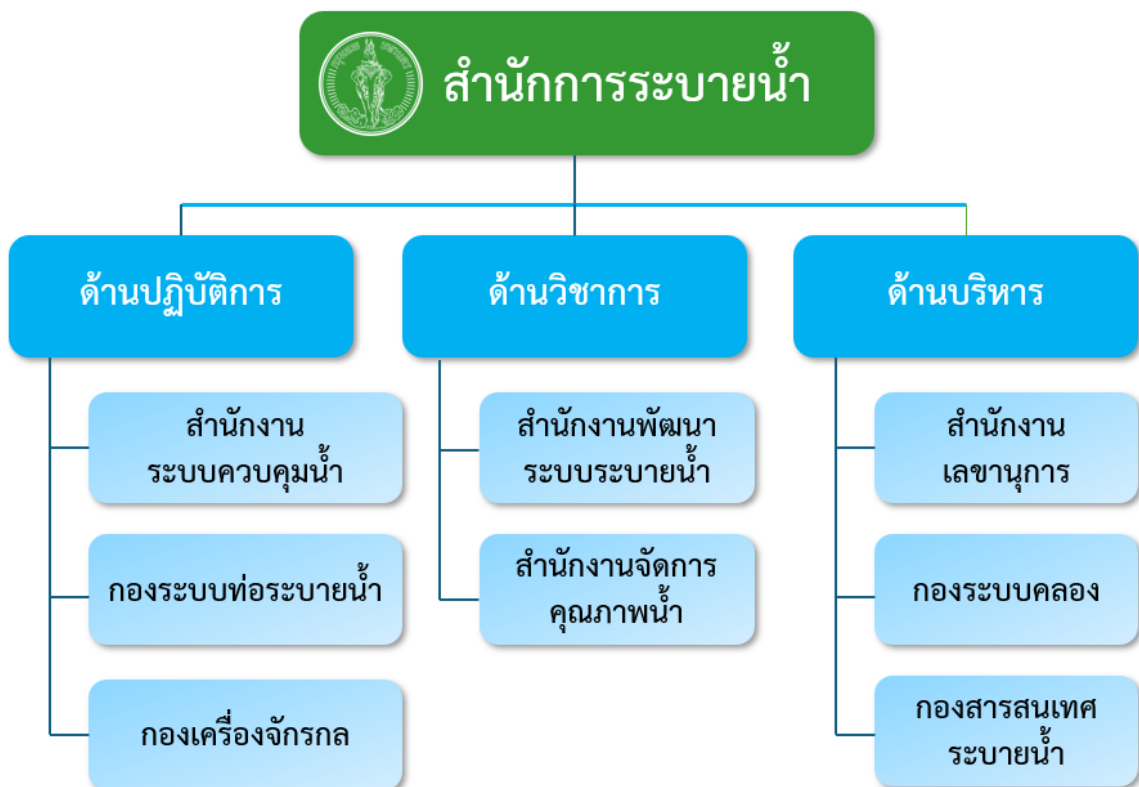 สำนักการระบายน้ำ
ด้านปฏิบัติการ
ด้านวิชาการ
ด้านบริหาร
สำนักงาน
ระบบควบคุมน้ำ
กองระบบท่อระบายน้ำ
กองเครื่องจักรกล
สำนักงานพัฒนา
ระบบระบายน้ำ
สำนักงานจัดการ
คุณภาพน้ำ
สำนักงาน
เลขานุการ
กองระบบคลอง
กองสารสนเทศ
ระบายน้ำ